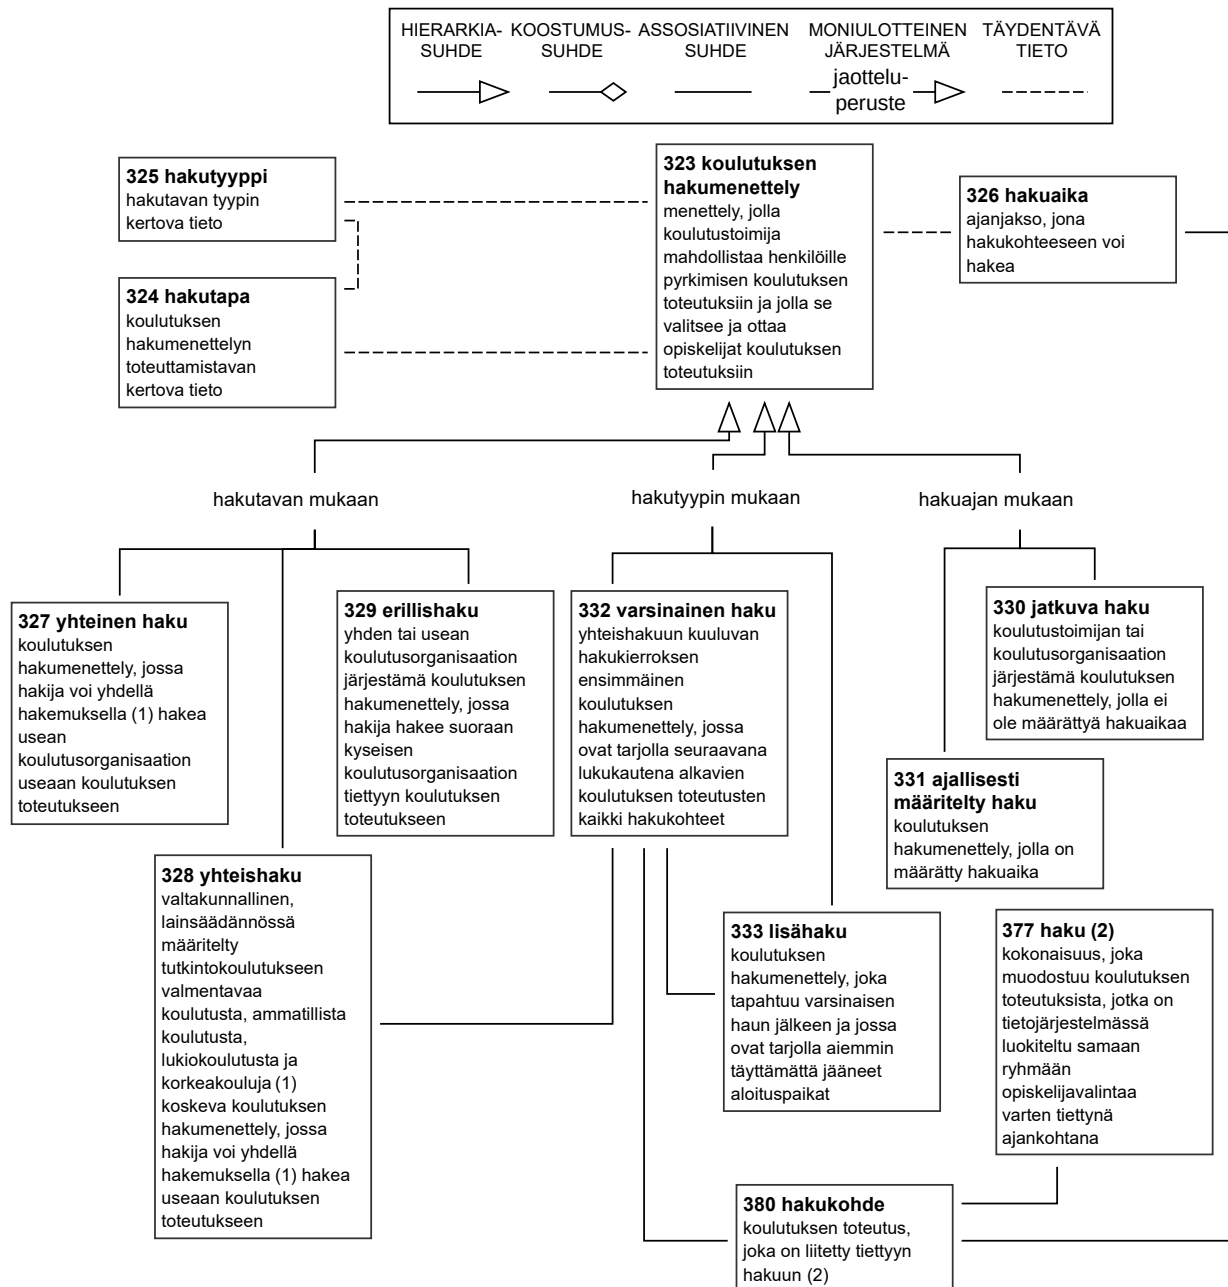 HIERARKIA-
SUHDE
KOOSTUMUS-
SUHDE
ASSOSIATIIVINEN
SUHDE
MONIULOTTEINEN
JÄRJESTELMÄ
TÄYDENTÄVÄ
TIETO
jaottelu-
peruste
325 hakutyyppi
hakutavan tyypin
kertova tieto
324 hakutapa
koulutuksen
hakumenettelyn
toteuttamistavan
kertova tieto
323 koulutuksen
hakumenettely
menettely, jolla
koulutustoimija
mahdollistaa henkilöille
pyrkimisen koulutuksen
toteutuksiin ja jolla se
valitsee ja ottaa
opiskelijat koulutuksen
toteutuksiin
326 hakuaika
ajanjakso, jona
hakukohteeseen voi
hakea
hakutavan mukaan
hakutyypin mukaan
hakuajan mukaan
327 yhteinen haku
koulutuksen
hakumenettely, jossa
hakija voi yhdellä
hakemuksella (1) hakea
usean
koulutusorganisaation
useaan koulutuksen
toteutukseen
329 erillishaku
yhden tai usean
koulutusorganisaation
järjestämä koulutuksen
hakumenettely, jossa
hakija hakee suoraan
kyseisen
koulutusorganisaation
tiettyyn koulutuksen
toteutukseen
332 varsinainen haku
yhteishakuun kuuluvan
hakukierroksen
ensimmäinen
koulutuksen
hakumenettely, jossa
ovat tarjolla seuraavana
lukukautena alkavien
koulutuksen toteutusten
kaikki hakukohteet
330 jatkuva haku
koulutustoimijan tai
koulutusorganisaation
järjestämä koulutuksen
hakumenettely, jolla ei
ole määrättyä hakuaikaa
331 ajallisesti
määritelty haku
koulutuksen
hakumenettely, jolla on
määrätty hakuaika
328 yhteishaku
valtakunnallinen,
lainsäädännössä
määritelty
tutkintokoulutukseen
valmentavaa
koulutusta, ammatillista
koulutusta,
lukiokoulutusta ja
korkeakouluja (1)
koskeva koulutuksen
hakumenettely, jossa
hakija voi yhdellä
hakemuksella (1) hakea
useaan koulutuksen
toteutukseen
333 lisähaku
koulutuksen
hakumenettely, joka
tapahtuu varsinaisen
haun jälkeen ja jossa
ovat tarjolla aiemmin
täyttämättä jääneet
aloituspaikat
377 haku (2)
kokonaisuus, joka
muodostuu koulutuksen
toteutuksista, jotka on
tietojärjestelmässä
luokiteltu samaan
ryhmään
opiskelijavalintaa
varten tiettynä
ajankohtana
380 hakukohde
koulutuksen toteutus,
joka on liitetty tiettyyn
hakuun (2)